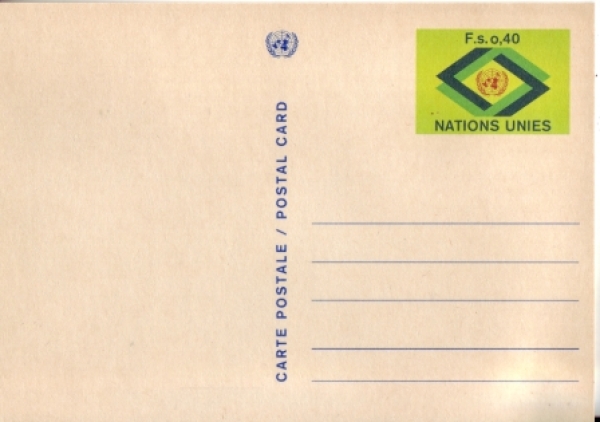 F.s.0,40
NATIONS UNIES
CARTE POSTALE / POSTAL CARD